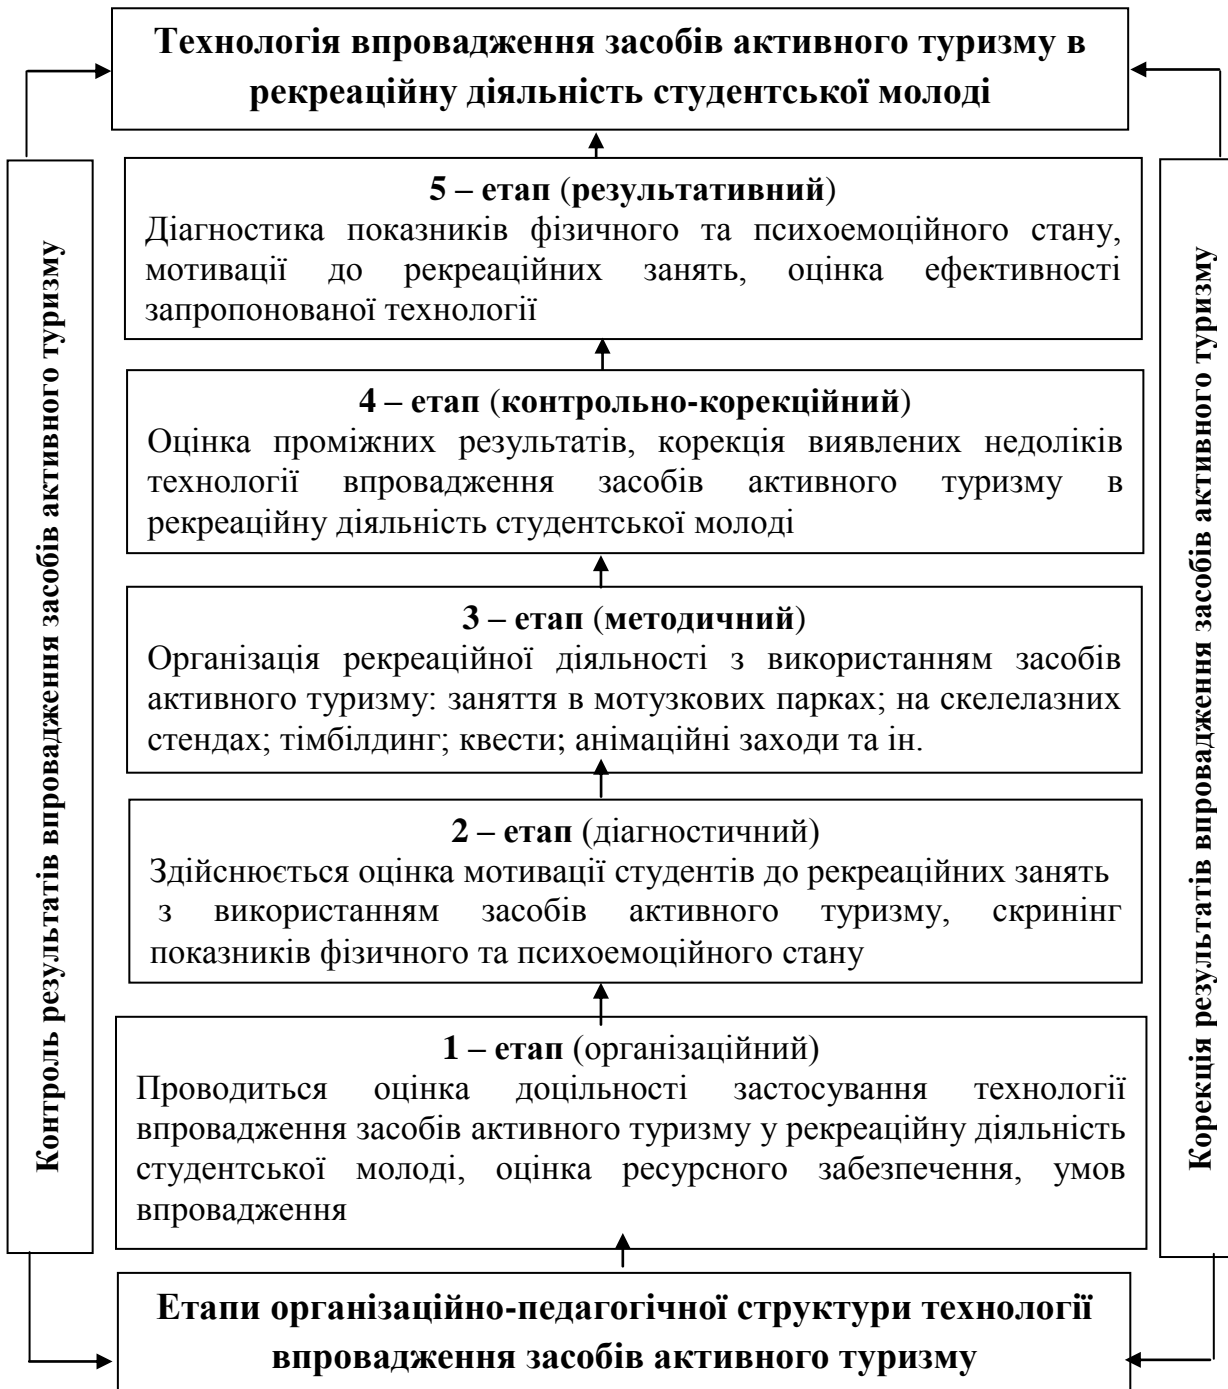 Технологія впровадження засобів активного туризму в
рекреаційну діяльність студентської молоді
Контроль результатів впровадження засобів активного туризму
5 – етап (результативний)
Діагностика показників фізичного та психоемоційного стану,
мотивації до рекреаційних занять, оцінка ефективності
запропонованої технології
4 – етап (контрольно-корекційний)
Оцінка проміжних результатів, корекція виявлених недоліків
технології впровадження засобів активного туризму в
рекреаційну діяльність студентської молоді
3 – етап (методичний)
Організація рекреаційної діяльності з використанням засобів
активного туризму: заняття в мотузкових парках; на скелелазних
стендах; тімбілдинг; квести; анімаційні заходи та ін.
2 – етап (діагностичний)
Здійснюється оцінка мотивації студентів до рекреаційних занять
з використанням засобів активного туризму, скринінг
показників фізичного та психоемоційного стану
1 – етап (організаційний)
Проводиться оцінка доцільності застосування технології
впровадження засобів активного туризму у рекреаційну діяльність
студентської молоді, оцінка ресурсного забезпечення, умов
впровадження
Корекція результатів впровадження засобів активного туризму
Етапи організаційно-педагогічної структури технології
впровадження засобів активного туризму